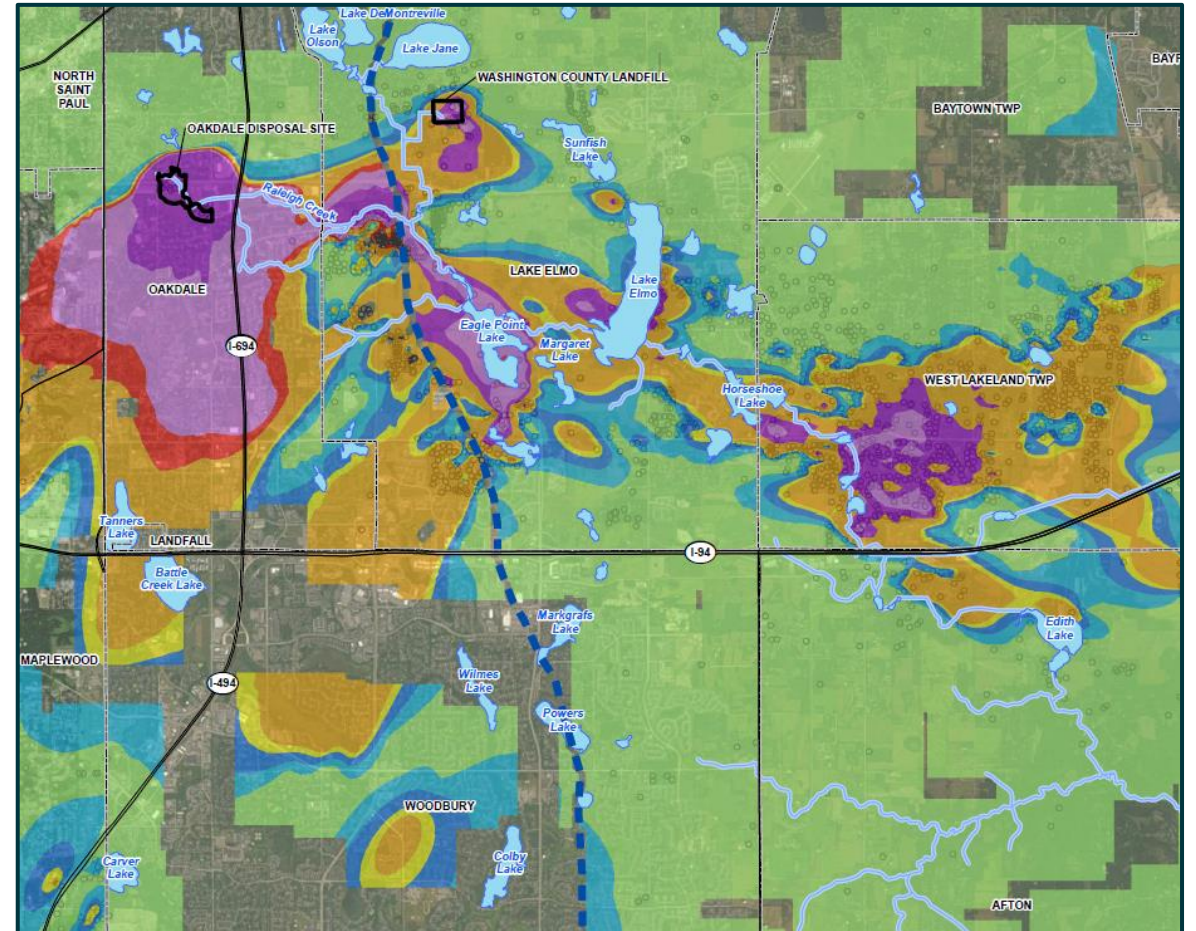 Lake DeMontreville
Lake
Olson
Lake Jane
NORTH
SAINT
PAUL
WASHINGTON COUNTY LANDFILL
BAYTOWN TWP
OAKDALE DISPOSAL SITE
Sunfish
Lake
Raleigh Creek
OAKDALE
LAKE ELMO
Lake
Elmo
I-694
Eagle Point
Lake
Margaret
Lake
Horseshoe
Lake
WEST LAKELAND TWP
Tanners
Lake
LANDFALL
I-94
Battle
Creek Lake
Markgrafs
Lake
Edith
Lake
MAPLEWOOD
I-494
Wilmes
Lake
Powers
Lake
WOODBURY
Carver
Lake
Colby
Lake
AFTON